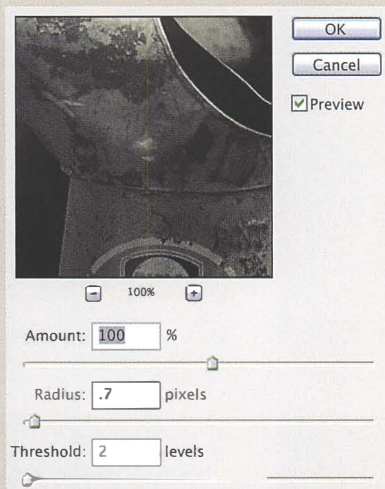 OK
Cancel
Preview
100%
Amount: 100 %
Radius: .7 pixels
Threshold: 2 levels